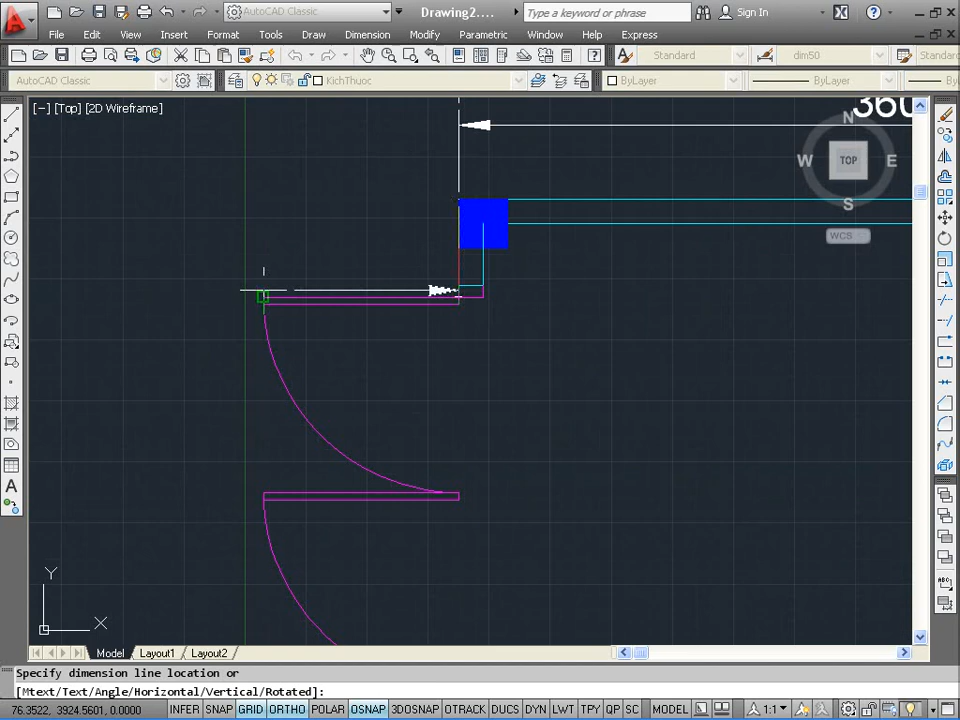 AutoCAD Classic
Drawing2....
Type a keyword or phrase
Sign In
File Edit View Insert Format Tools Draw Dimension Modify Parametric Window Help Express
Standard
dim50
Standard
AutoCAD Classic
KichThuoc
ByLayer
ByLayer
[−] [Top] [2D Wireframe]
360
N
W
TOP
E
S
WCS
Y
X
Model Layout1 Layout2
Specify dimension line location or
[Mtext/Text/Angle/Horizontal/Vertical/Rotated]:
76.3522, 3924.5601, 0.0000
INFER SNAP GRID ORTHO POLAR OSNAP 3DOSNAP OTRACK DUCS DYN LWT TPY QP SC
MODEL
1:1